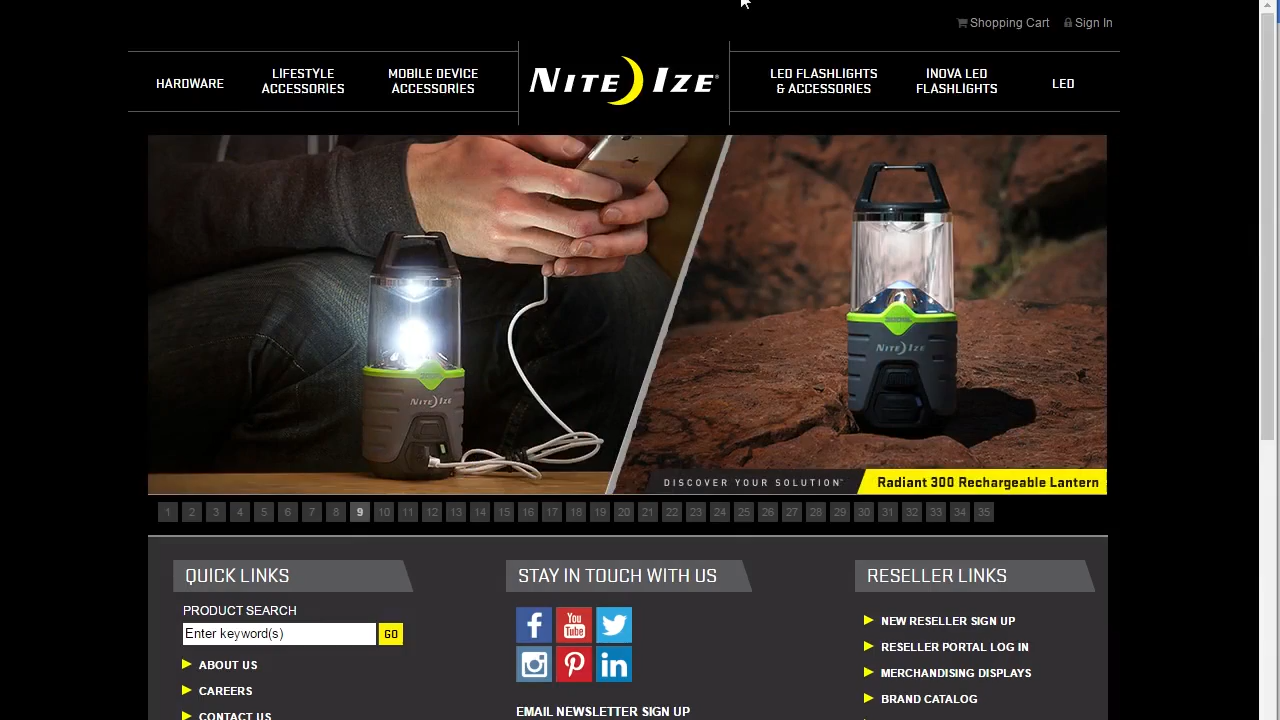 Shopping Cart
Sign In
HARDWARE
LIFESTYLE
ACCESSORIES
MOBILE DEVICE
ACCESSORIES
NITE IZE®
LED FLASHLIGHTS
& ACCESSORIES
INOVA LED
FLASHLIGHTS
LED
NITE IZE
NITE IZE
DISCOVER YOUR SOLUTION™
Radiant 300 Rechargeable Lantern
1 2 3 4 5 6 7 8 9 10 11 12 13 14 15 16 17 18 19 20 21 22 23 24 25 26 27 28 29 30 31 32 33 34 35
QUICK LINKS
PRODUCT SEARCH
Enter keyword(s)
GO
ABOUT US
CAREERS
CONTACT US
STAY IN TOUCH WITH US
You
Tube
in
EMAIL NEWSLETTER SIGN UP
RESELLER LINKS
NEW RESELLER SIGN UP
RESELLER PORTAL LOG IN
MERCHANDISING DISPLAYS
BRAND CATALOG